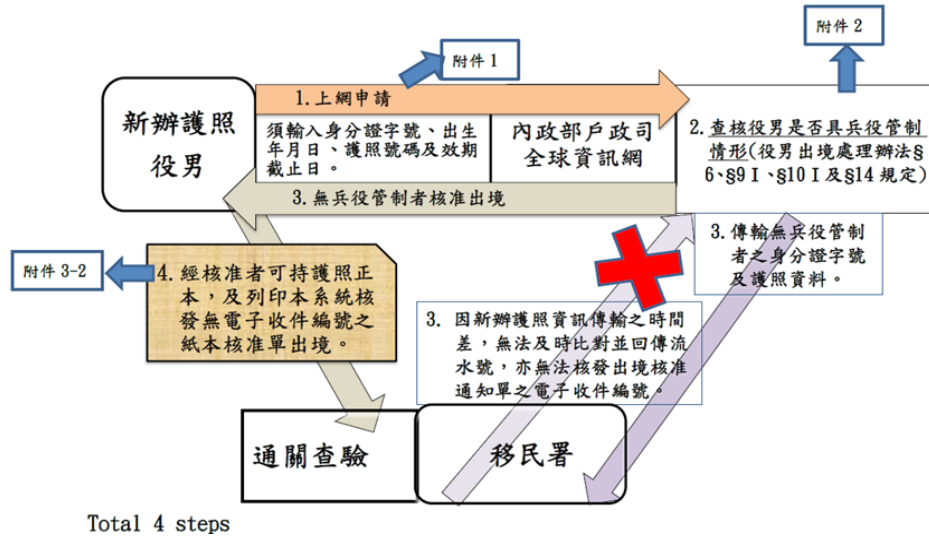 附件 2
附件 1
1.上網申請
新辦護照
役男
須輸入身分證字號、出生
年月日、護照號碼及效期
截止日。
內政部戶政司
全球資訊網
2.查核役男是否具兵役管制
情形(役男出境處理辦法§
6、§9Ⅰ、§10Ⅰ及§14 規定)
3.無兵役管制者核准出境
3.傳輸無兵役管制
者之身分證字號
及護照資料。
附件 3-2
4.經核准者可持護照正
本，及列印本系統核
發無電子收件編號之
紙本核准單出境。
3. 因新辦護照資訊傳輸之時間
差，無法及時比對並回傳流
水號，亦無法核發出境核准
通知單之電子收件編號。
通關查驗
移民署
Total 4 steps